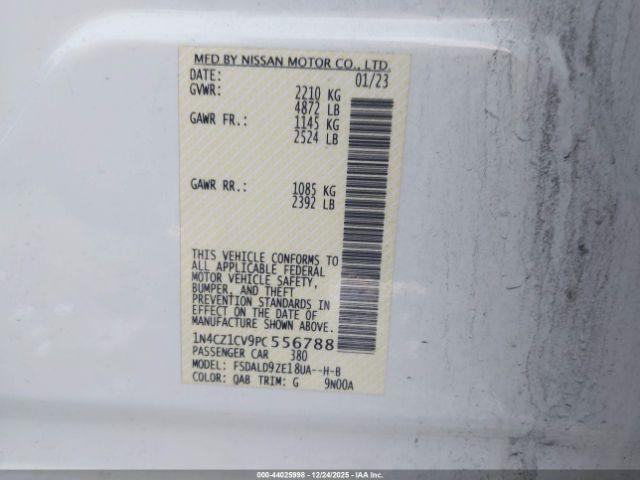 MFD BY NISSAN MOTOR CO., LTD.
DATE: 01/23
GVWR: 2210 KG
4872 LB
GAWR FR.: 1145 KG
2524 LB
GAWR RR.: 1085 KG
2392 LB
THIS VEHICLE CONFORMS TO
ALL APPLICABLE FEDERAL
MOTOR VEHICLE SAFETY,
BUMPER, AND THEFT
PREVENTION STANDARDS IN
EFFECT ON THE DATE OF
MANUFACTURE SHOWN ABOVE.
1N4CZ1CV9PC556788
PASSENGER CAR 380
MODEL: FSDALD9ZE18UA--H-B
COLOR: QAB TRIM: G 9N00A
000-44025998 - 12/24/2025 - IAA Inc.